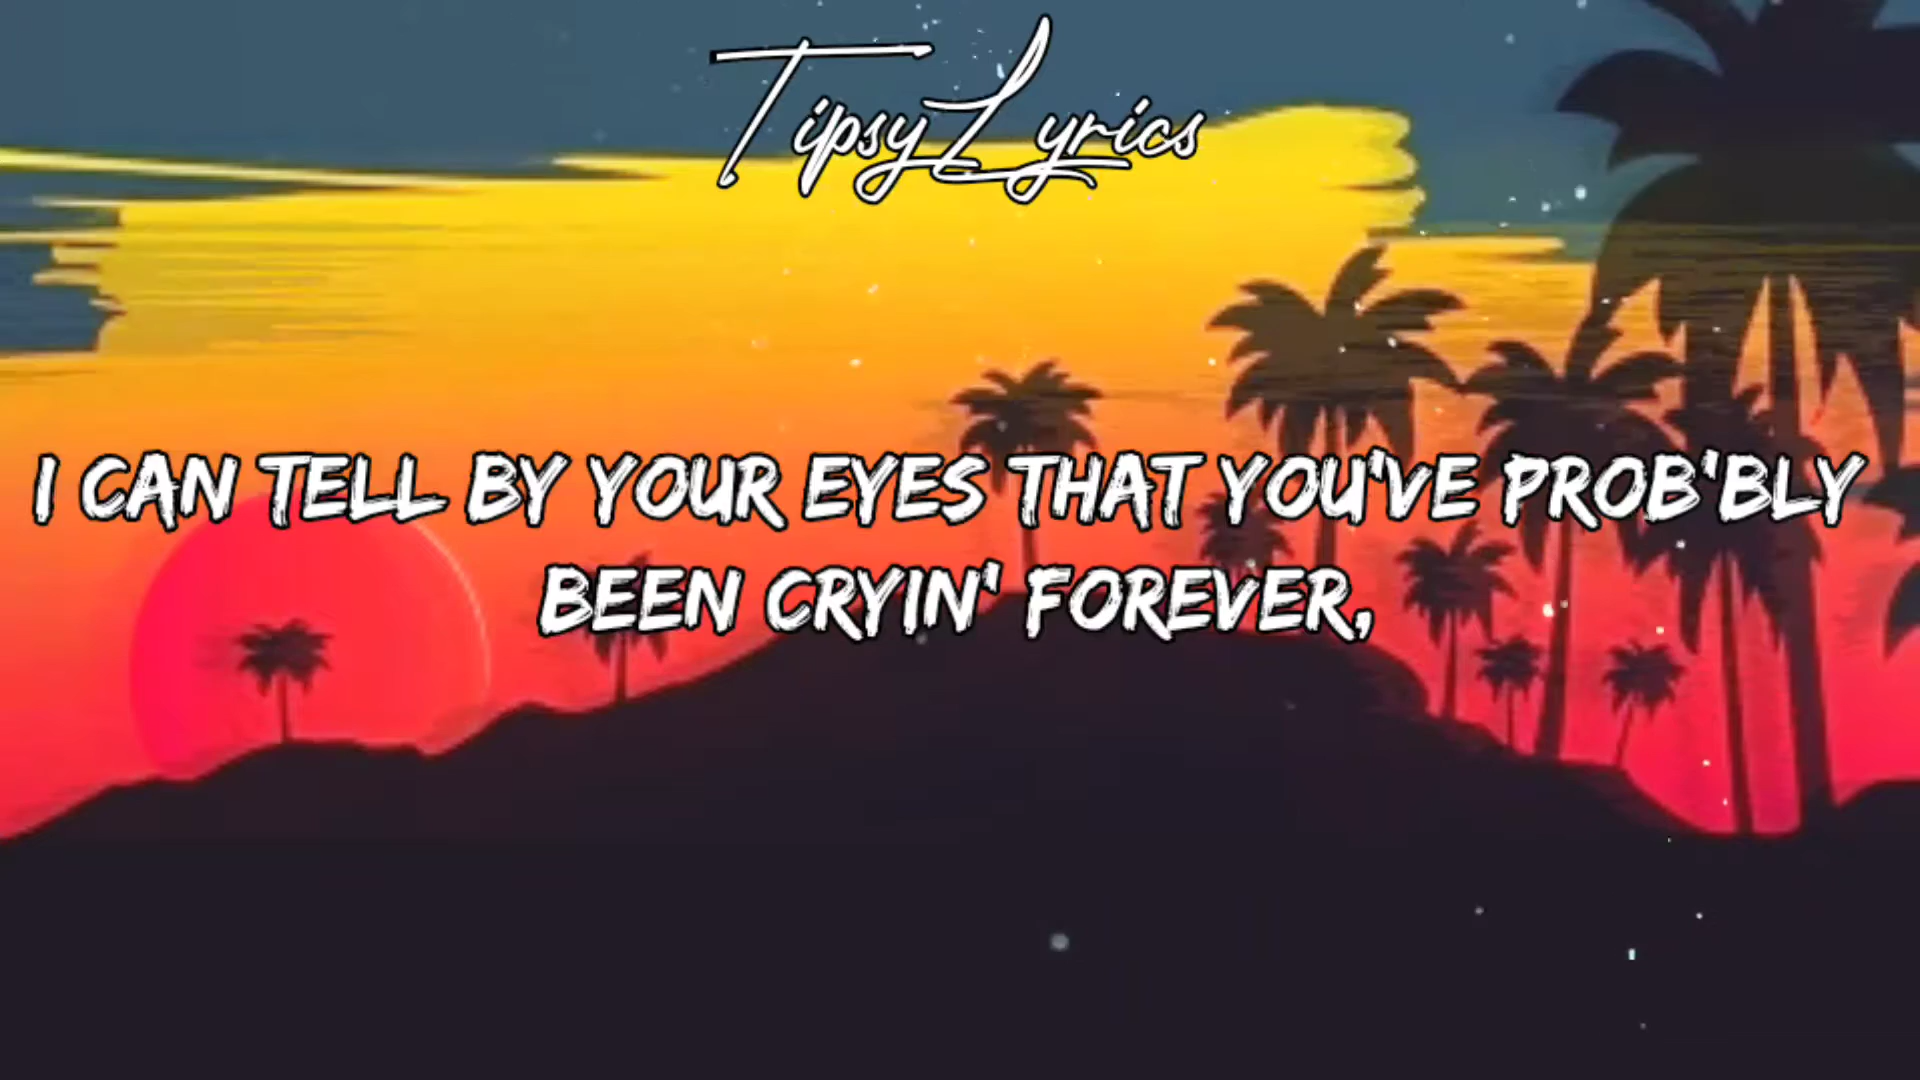 TipsyLyrics
I CAN TELL BY YOUR EYES THAT YOU'VE PROB'BLY
BEEN CRYIN' FOREVER,